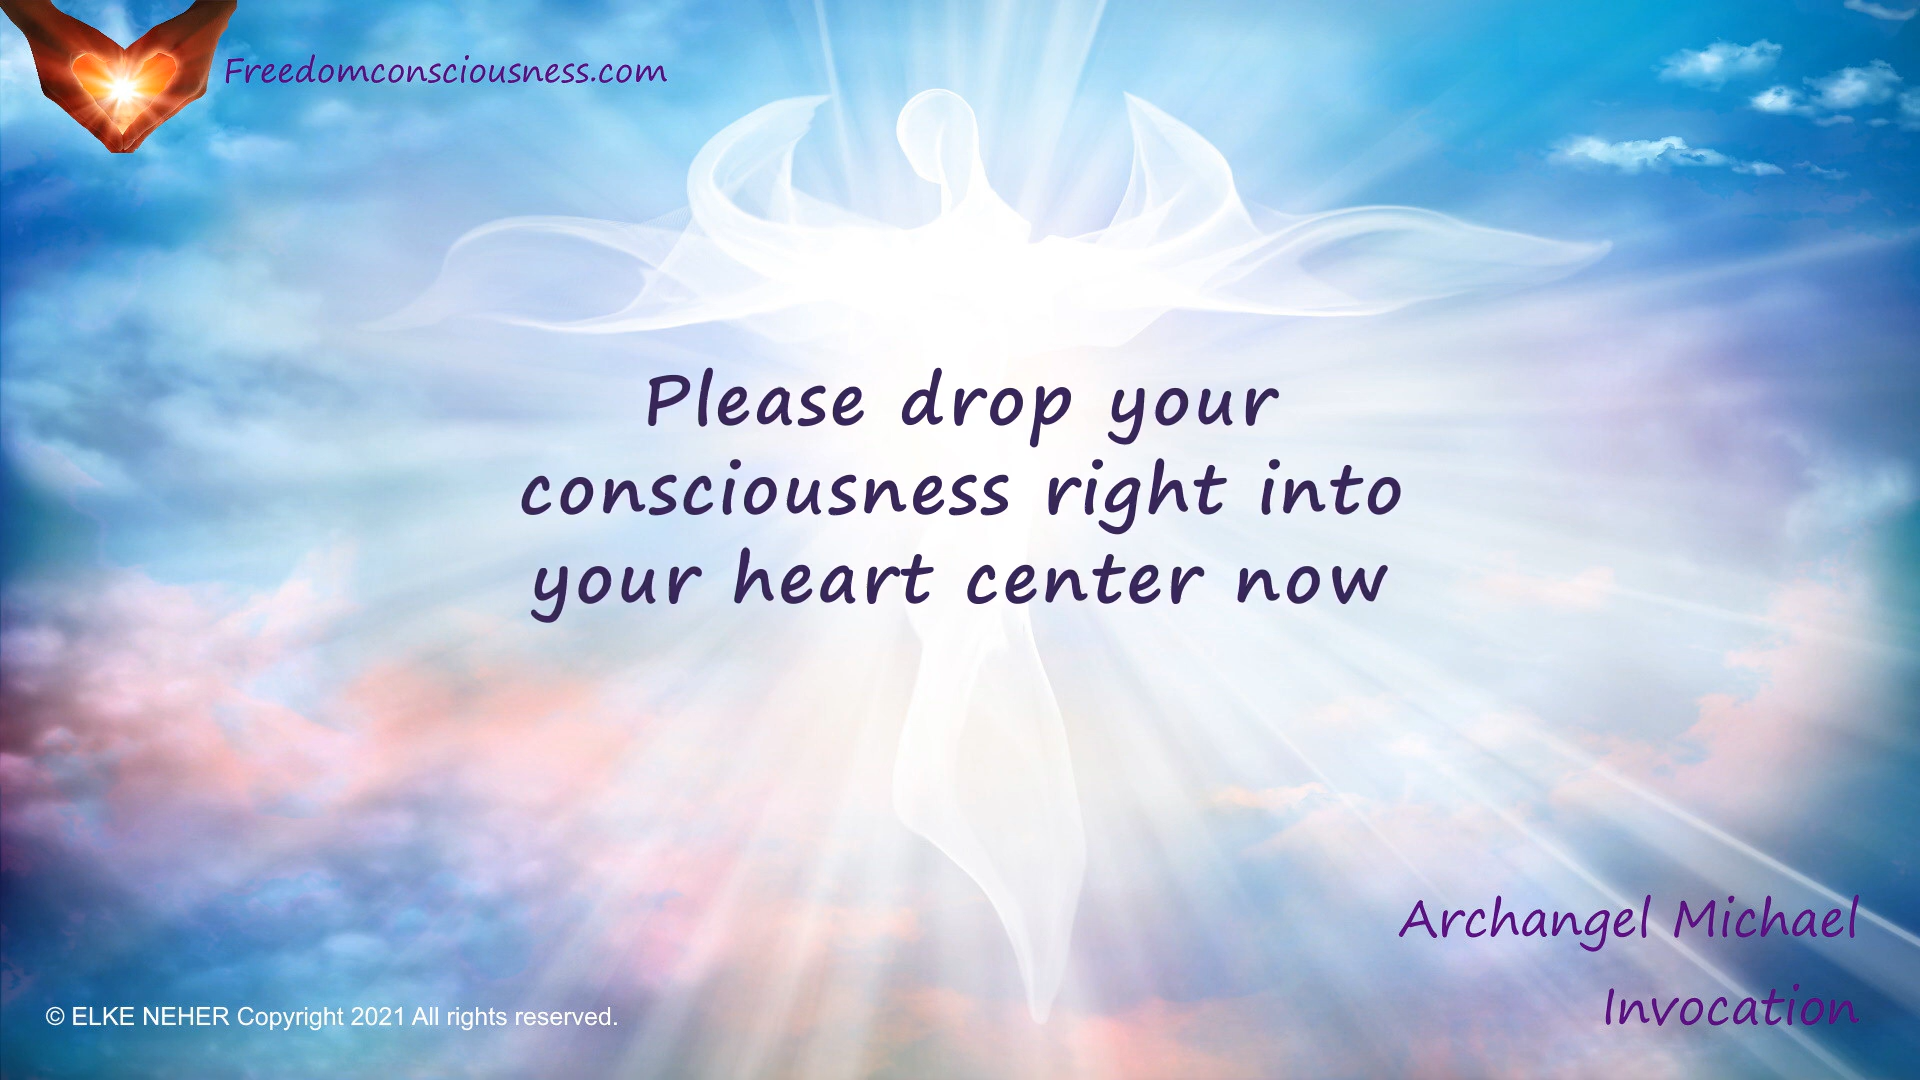 Freedomconsciousness.com
Please drop your
consciousness right into
your heart center now
Archangel Michael
Invocation
© ELKE NEHER Copyright 2021 All rights reserved.